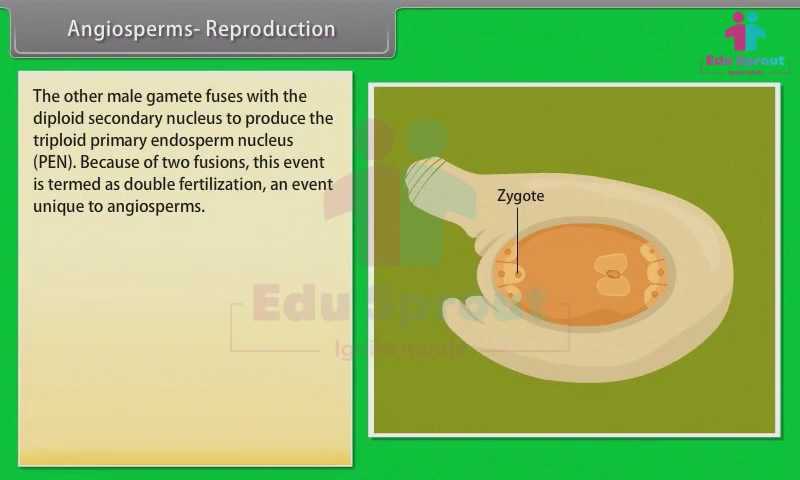 Angiosperms- Reproduction
Edu Sprout
Ignite minds
The other male gamete fuses with the
diploid secondary nucleus to produce the
triploid primary endosperm nucleus
(PEN). Because of two fusions, this event
is termed as double fertilization, an event
unique to angiosperms.
Zygote
Edu Sprout
Ignite minds